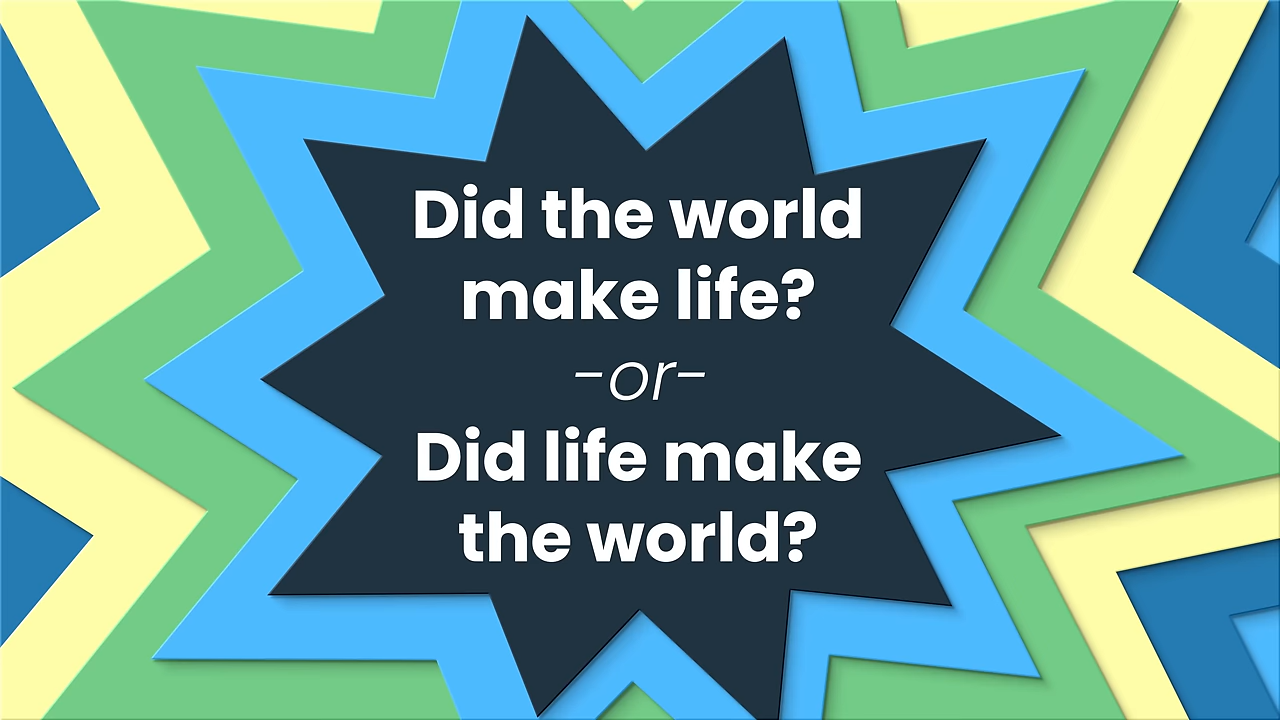 Did the world
make life?
-or-
Did life make
the world?